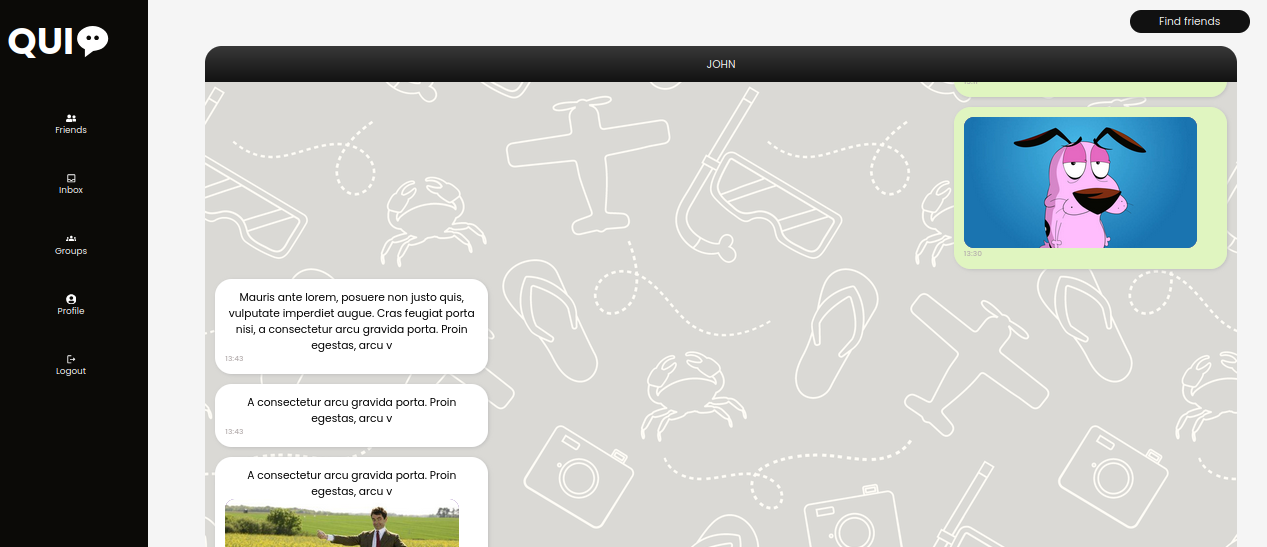 QUI
Find friends
JOHN
Friends
Inbox
Groups
Profile
Logout
13:30
Mauris ante lorem, posuere non justo quis,
vulputate imperdiet augue. Cras feugiat porta
nisi, a consectetur arcu gravida porta. Proin
egestas, arcu v
13:43
A consectetur arcu gravida porta. Proin
egestas, arcu v
13:43
A consectetur arcu gravida porta. Proin
egestas, arcu v